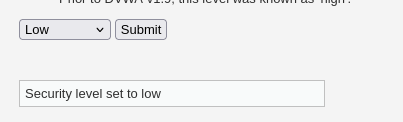 Prior to DVWA v1.9, this level was known as 'high'.
Low Submit
Security level set to low